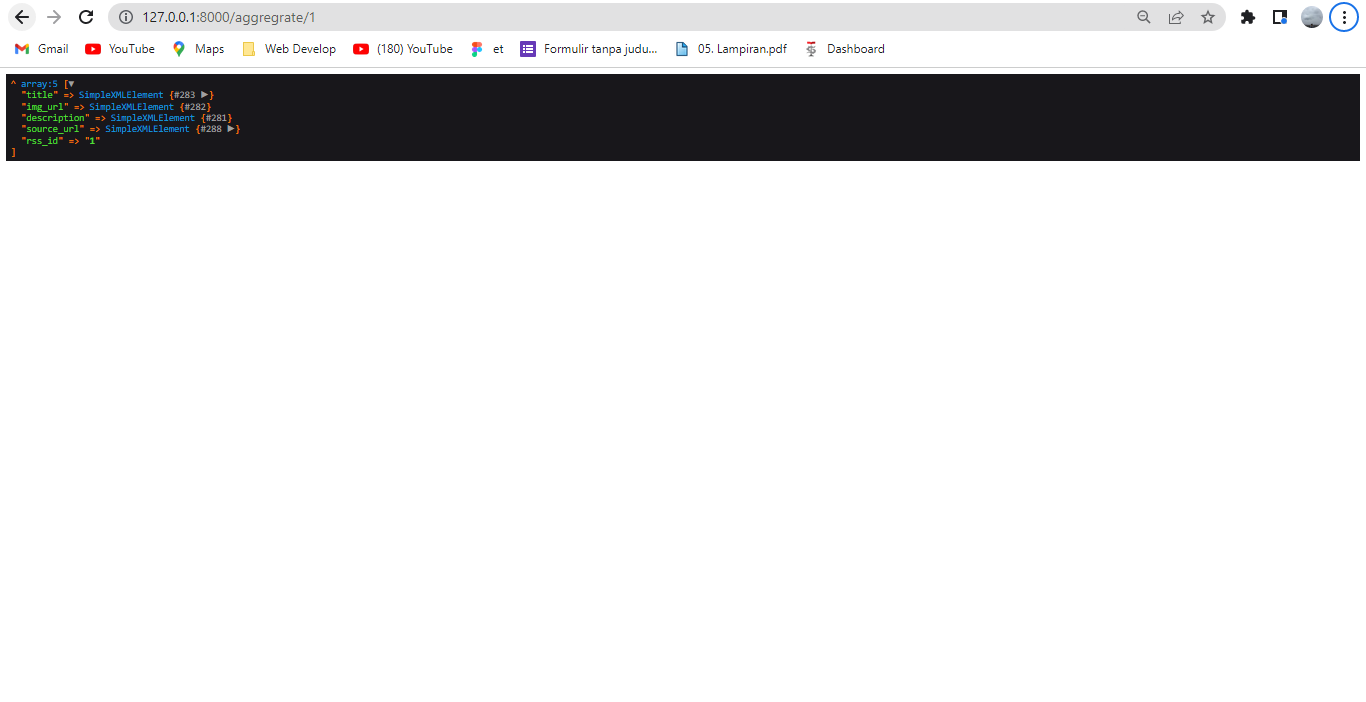 127.0.0.1:8000/aggregrate/1
Gmail YouTube Maps Web Develop (180) YouTube et Formulir tanpa judu... 05. Lampiran.pdf Dashboard
^ array:5 [▼
"title" => SimpleXMLElement {#283 ▶}
"img_url" => SimpleXMLElement {#282}
"description" => SimpleXMLElement {#281}
"source_url" => SimpleXMLElement {#288 ▶}
"rss_id" => "1"
]